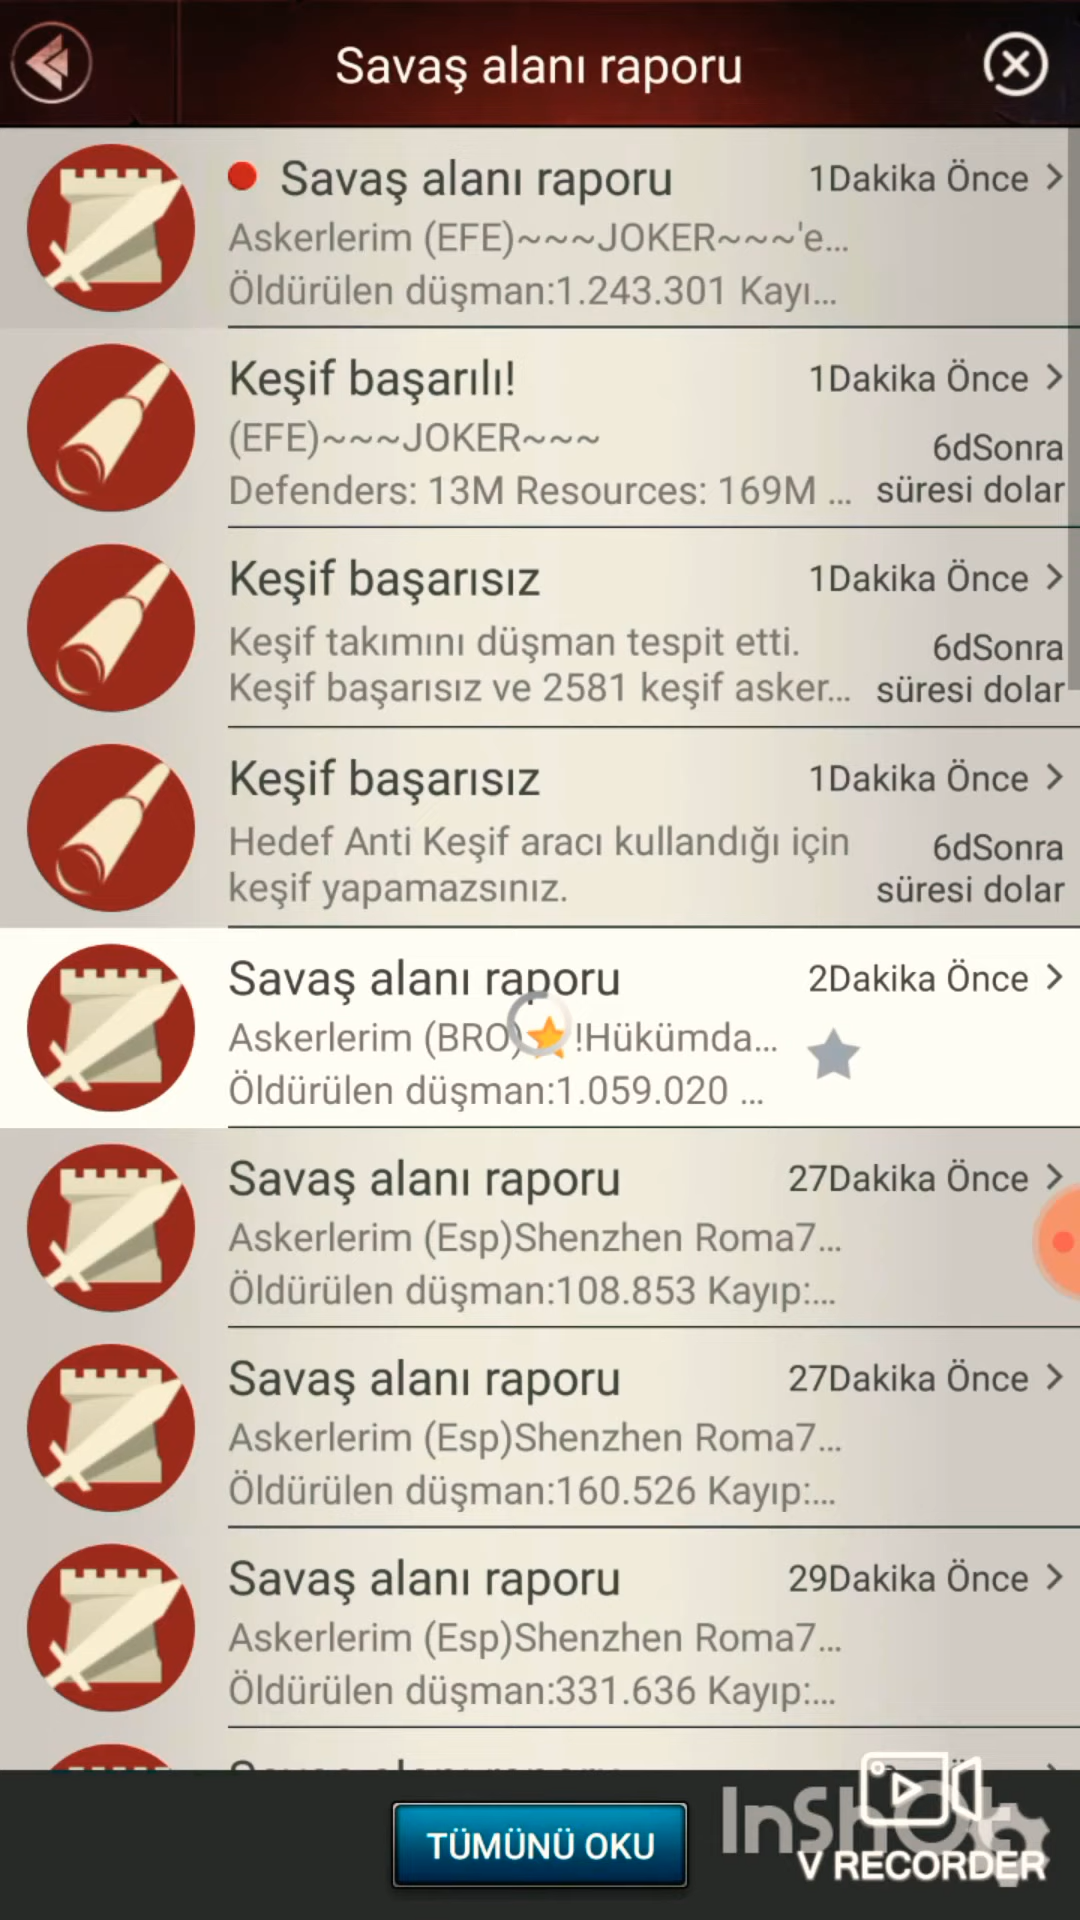 Savaş alanı raporu
Savaş alanı raporu 1Dakika Önce
Askerlerim (EFE)~~~JOKER~~~'e...
Öldürülen düşman:1.243.301 Kayı...
Keşif başarılı! 1Dakika Önce
(EFE)~~~JOKER~~~
Defenders: 13M Resources: 169M ...
6dSonra
süresi dolar
Keşif başarısız 1Dakika Önce
Keşif takımını düşman tespit etti.
Keşif başarısız ve 2581 keşif asker...
6dSonra
süresi dolar
Keşif başarısız 1Dakika Önce
Hedef Anti Keşif aracı kullandığı için
keşif yapamazsınız.
6dSonra
süresi dolar
Savaş alanı raporu 2Dakika Önce
Askerlerim (BRO)⭐!Hükümda...
Öldürülen düşman:1.059.020 ...
Savaş alanı raporu 27Dakika Önce
Askerlerim (Esp)Shenzhen Roma7...
Öldürülen düşman:108.853 Kayıp:...
Savaş alanı raporu 27Dakika Önce
Askerlerim (Esp)Shenzhen Roma7...
Öldürülen düşman:160.526 Kayıp:...
Savaş alanı raporu 29Dakika Önce
Askerlerim (Esp)Shenzhen Roma7...
Öldürülen düşman:331.636 Kayıp:...
TÜMÜNÜ OKU
InShOt
V RECORDER